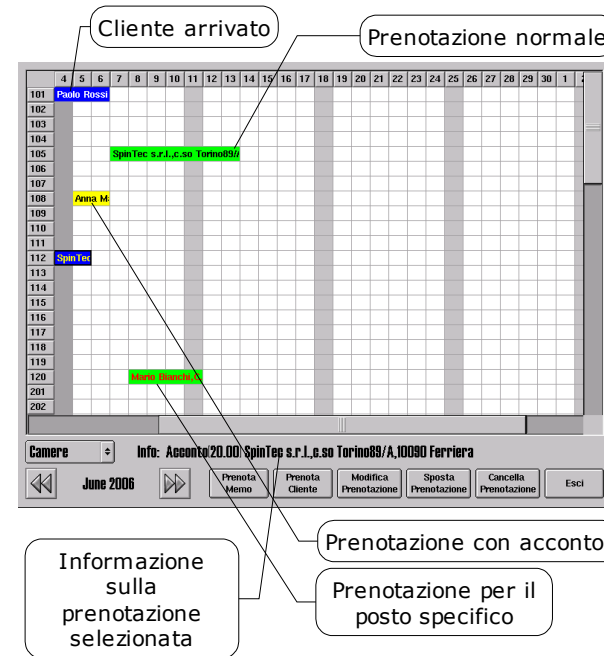 Cliente arrivato
Prenotazione normale
4 5 6 7 8 9 10 11 12 13 14 15 16 17 18 19 20 21 22 23 24 25 26 27 28 29 30 1
101 Paolo Rossi
102
103
104
105 SpinTec s.r.l.,c.so Torino89/
106
107
108 Anna M
109
110
111
112 SpinTec
113
114
115
116
117
118
119
120 Mario Bianchi,
201
202
Camere Info: Acconto 20.00 SpinTec s.r.l.,c.so Torino89/A,10090 Ferriera
June 2006
Prenota Memo
Prenota Cliente
Modifica Prenotazione
Sposta Prenotazione
Cancella Prenotazione
Esci
Prenotazione con acconto
Informazione
sulla
prenotazione
selezionata
Prenotazione per il
posto specifico